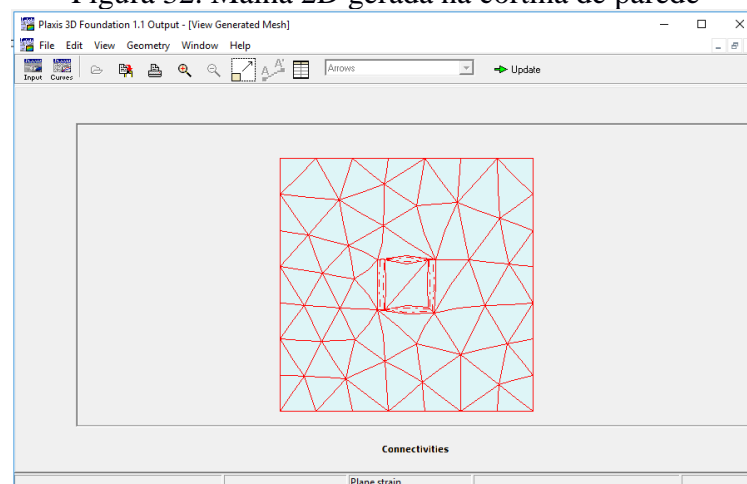 Figura 32: Malha 2D gerada na cortina de parede
Plaxis 3D Foundation 1.1 Output - [View Generated Mesh]
File Edit View Geometry Window Help
Input Curves Arrows Update
Connectivities
Plane strain